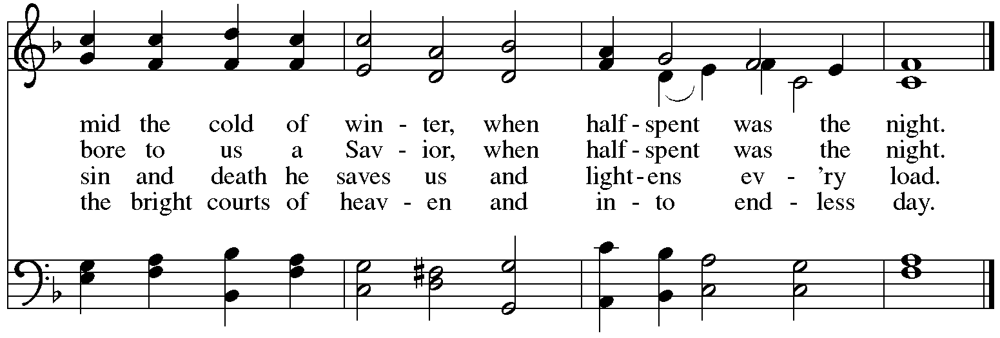 mid the cold of win - ter, when half - spent was the night.
bore to us a Sav - ior, when half - spent was the night.
sin and death he saves us and light - ens ev - ’ry load.
the bright courts of heav - en and in - to end - less day.